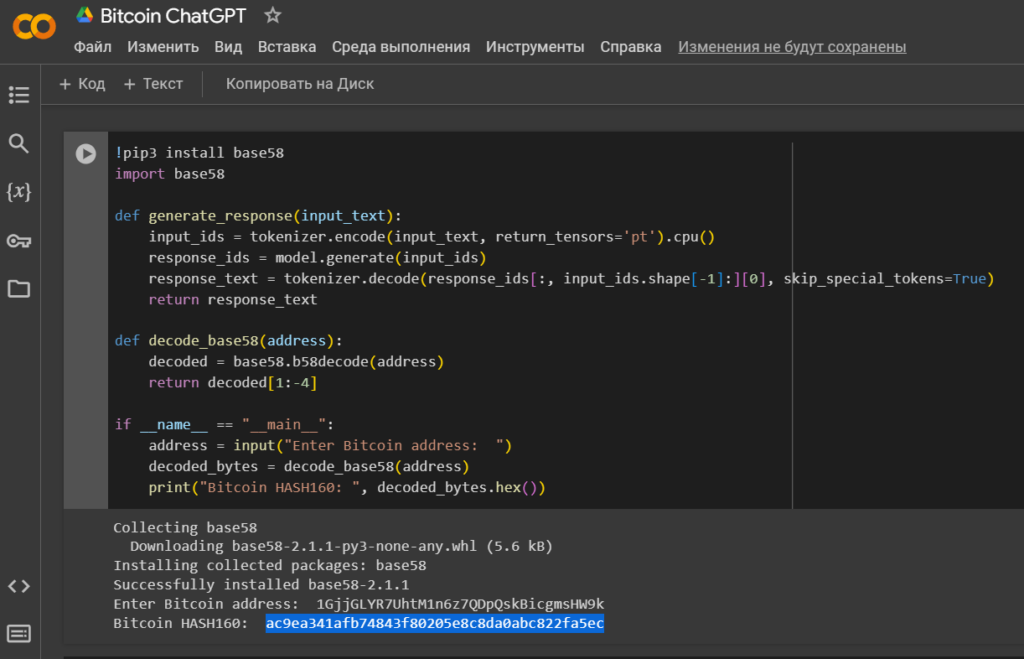 Bitcoin ChatGPT
Файл Изменить Вид Вставка Среда выполнения Инструменты Справка Изменения не будут сохранены
+ Код + Текст Копировать на Диск
!pip3 install base58
import base58
def generate_response(input_text):
    input_ids = tokenizer.encode(input_text, return_tensors='pt').cpu()
    response_ids = model.generate(input_ids)
    response_text = tokenizer.decode(response_ids[:, input_ids.shape[-1]:][0], skip_special_tokens=True)
    return response_text
def decode_base58(address):
    decoded = base58.b58decode(address)
    return decoded[1:-4]
if __name__ == "__main__":
    address = input("Enter Bitcoin address:  ")
    decoded_bytes = decode_base58(address)
    print("Bitcoin HASH160: ", decoded_bytes.hex())
Collecting base58
  Downloading base58-2.1.1-py3-none-any.whl (5.6 kB)
Installing collected packages: base58
Successfully installed base58-2.1.1
Enter Bitcoin address:  1GjjGLYR7UhtM1n6z7QDpQskBicgmsHW9k
Bitcoin HASH160:  ac9ea341afb74843f80205e8c8da0abc822fa5ec